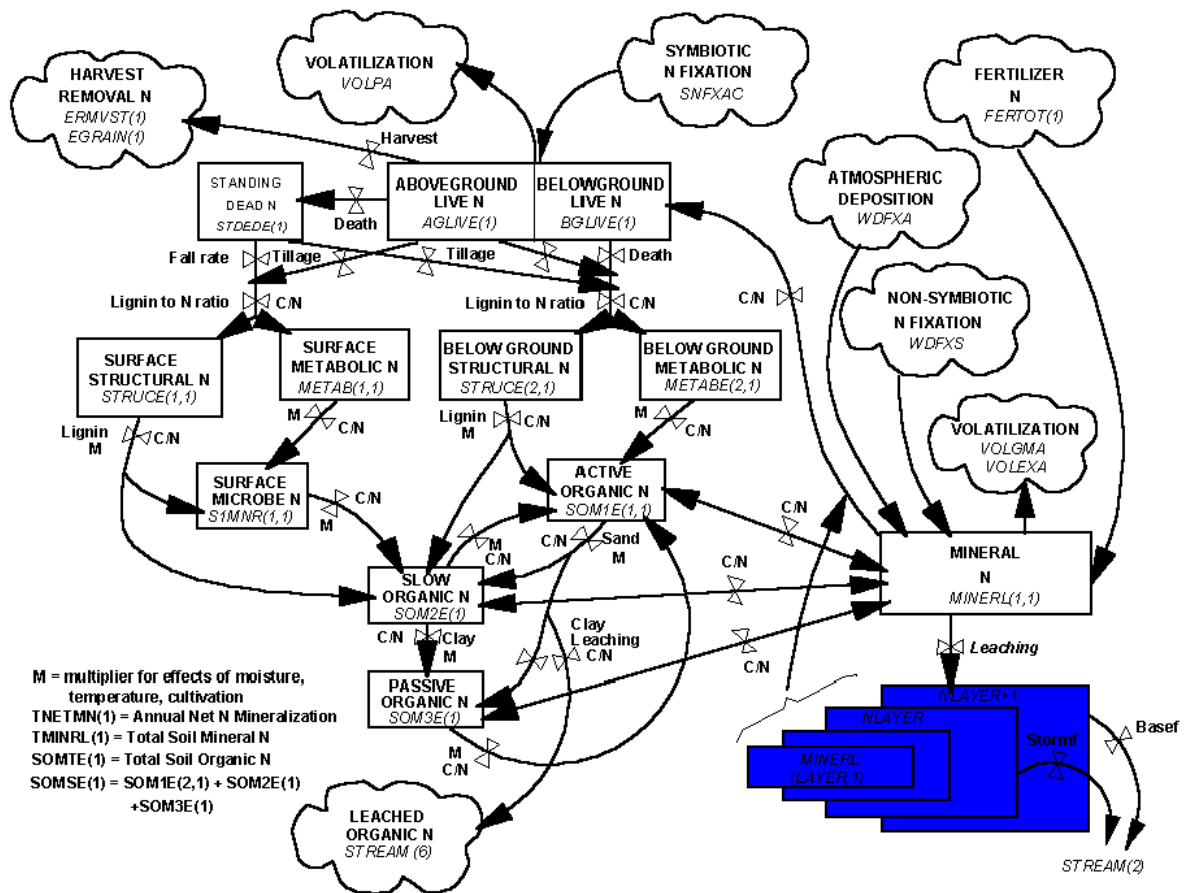 HARVEST
REMOVAL N
ERMVST(1)
EGRAIN(1)
VOLATILIZATION
VOLPA
SYMBIOTIC
N FIXATION
SNFXAC
FERTILIZER
N
FERTOT(1)
Harvest
STANDING
DEAD N
STDEDE(1)
Death
ABOVEGROUND
LIVE N
AGLIVE(1)
BELOWGROUND
LIVE N
BGLIVE(1)
ATMOSPHERIC
DEPOSITION
WDFXA
Fall rate
Tillage
Tillage
Death
Lignin to N ratio
C/N
Lignin to N ratio
C/N
C/N
NON-SYMBIOTIC
N FIXATION
WDFXS
SURFACE
STRUCTURAL N
STRUCE(1,1)
SURFACE
METABOLIC N
METAB(1,1)
BELOW GROUND
STRUCTURAL N
STRUCE(2,1)
BELOW GROUND
METABOLIC N
METABE(2,1)
VOLATILIZATION
VOLGMA
VOLEXA
Lignin
M
C/N
M
C/N
Lignin
M
C/N
M
C/N
SURFACE
MICROBE N
S1MNR(1,1)
C/N
M
ACTIVE
ORGANIC N
SOM1E(1,1)
C/N
M
C/N
C/N
Sand
M
SLOW
ORGANIC N
SOM2E(1)
C/N
MINERAL
N
MINERL(1,1)
C/N
Clay
M
Clay
Leaching
C/N
C/N
Leaching
PASSIVE
ORGANIC N
SOM3E(1)
M
C/N
NLAYER+1
NLAYER
MINERL
(LAYER,1)
Stormf
Basef
STREAM(2)
M = multiplier for effects of moisture,
temperature, cultivation
TNETMN(1) = Annual Net N Mineralization
TMINRL(1) = Total Soil Mineral N
SOMTE(1) = Total Soil Organic N
SOMSE(1) = SOM1E(2,1) + SOM2E(1)
+SOM3E(1)
LEACHED
ORGANIC N
STREAM (6)